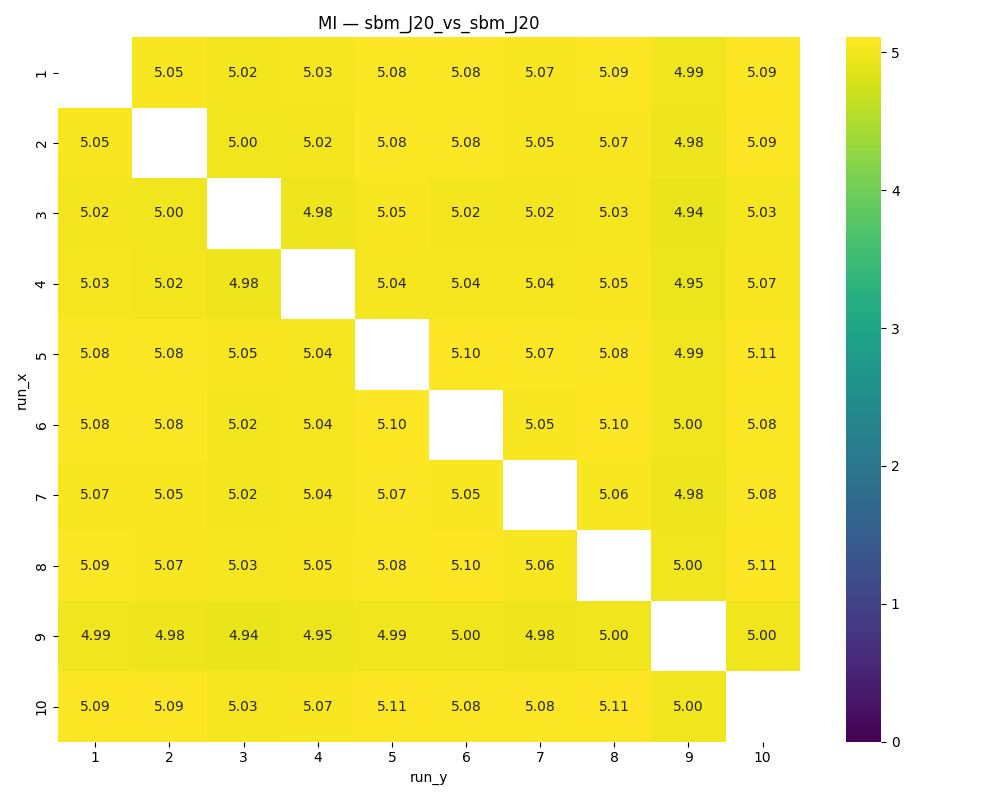 MI — sbm_J20_vs_sbm_J20
1 5.05 5.02 5.03 5.08 5.08 5.07 5.09 4.99 5.09
2 5.05 5.00 5.02 5.08 5.08 5.05 5.07 4.98 5.09
3 5.02 5.00 4.98 5.05 5.02 5.02 5.03 4.94 5.03
4 5.03 5.02 4.98 5.04 5.04 5.04 5.05 4.95 5.07
5 5.08 5.08 5.05 5.04 5.10 5.07 5.08 4.99 5.11
6 5.08 5.08 5.02 5.04 5.10 5.05 5.10 5.00 5.08
7 5.07 5.05 5.02 5.04 5.07 5.05 5.06 4.98 5.08
8 5.09 5.07 5.03 5.05 5.08 5.10 5.06 5.00 5.11
9 4.99 4.98 4.94 4.95 4.99 5.00 4.98 5.00 5.00
10 5.09 5.09 5.03 5.07 5.11 5.08 5.08 5.11 5.00
1 2 3 4 5 6 7 8 9 10
run_y
run_x
5
4
3
2
1
0